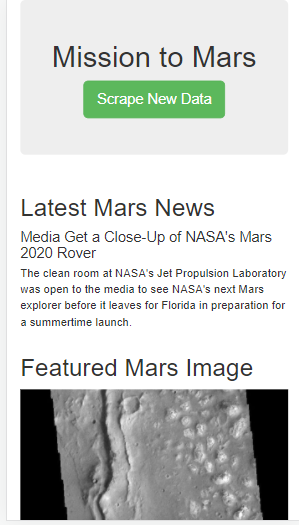 Mission to Mars
Scrape New Data
Latest Mars News
Media Get a Close-Up of NASA's Mars
2020 Rover
The clean room at NASA's Jet Propulsion Laboratory
was open to the media to see NASA's next Mars
explorer before it leaves for Florida in preparation for
a summertime launch.
Featured Mars Image